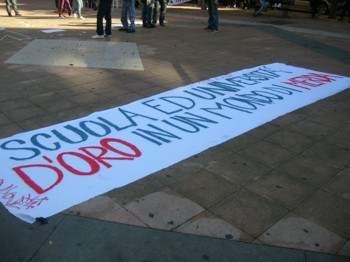 SCUOLA ED UNIVERSITÀ
D'ORO IN UN MONDO DI MERDA